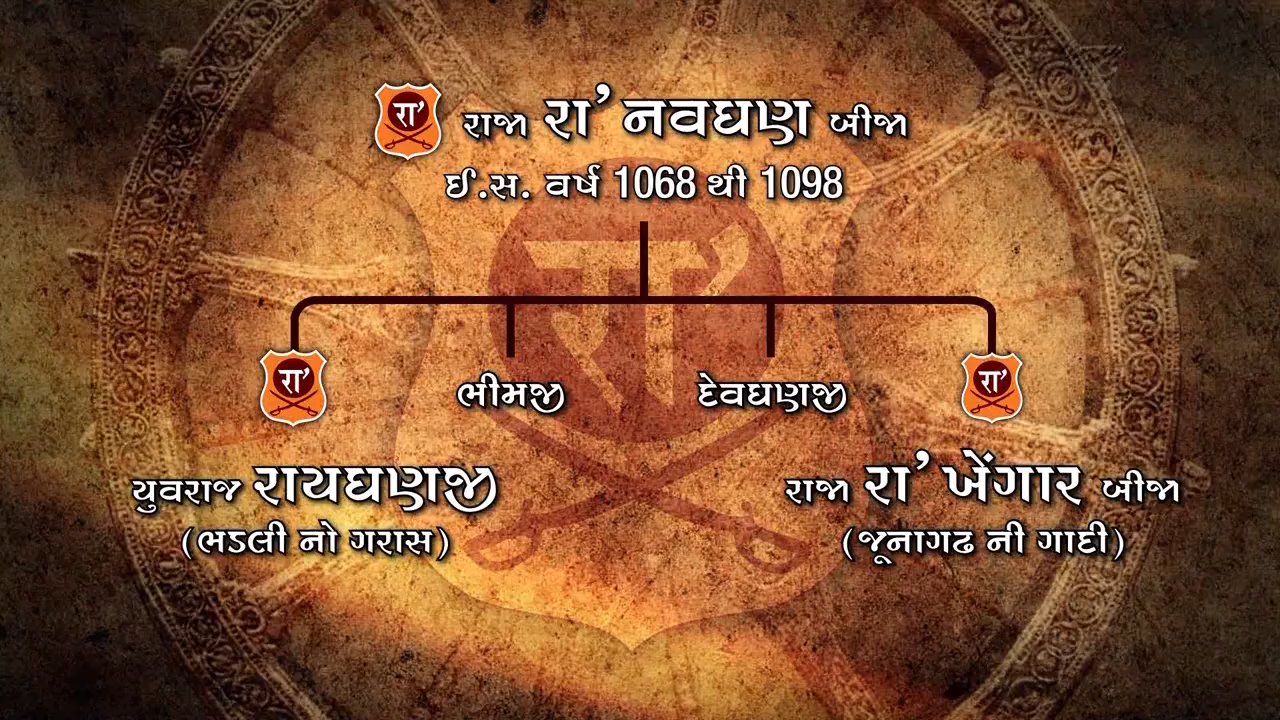 રા' રાજા રા' નવઘણ બીજા
ઈ.સ. વર્ષ 1068 થી 1098
રા'
રા'
રા'
ભીમજી
દેવઘણજી
યુવરાજ રાયઘણજી
(ભડલી નો ગરાસ)
રાજા રા' ખેંગાર બીજા
(જૂનાગઢ ની ગાદી)